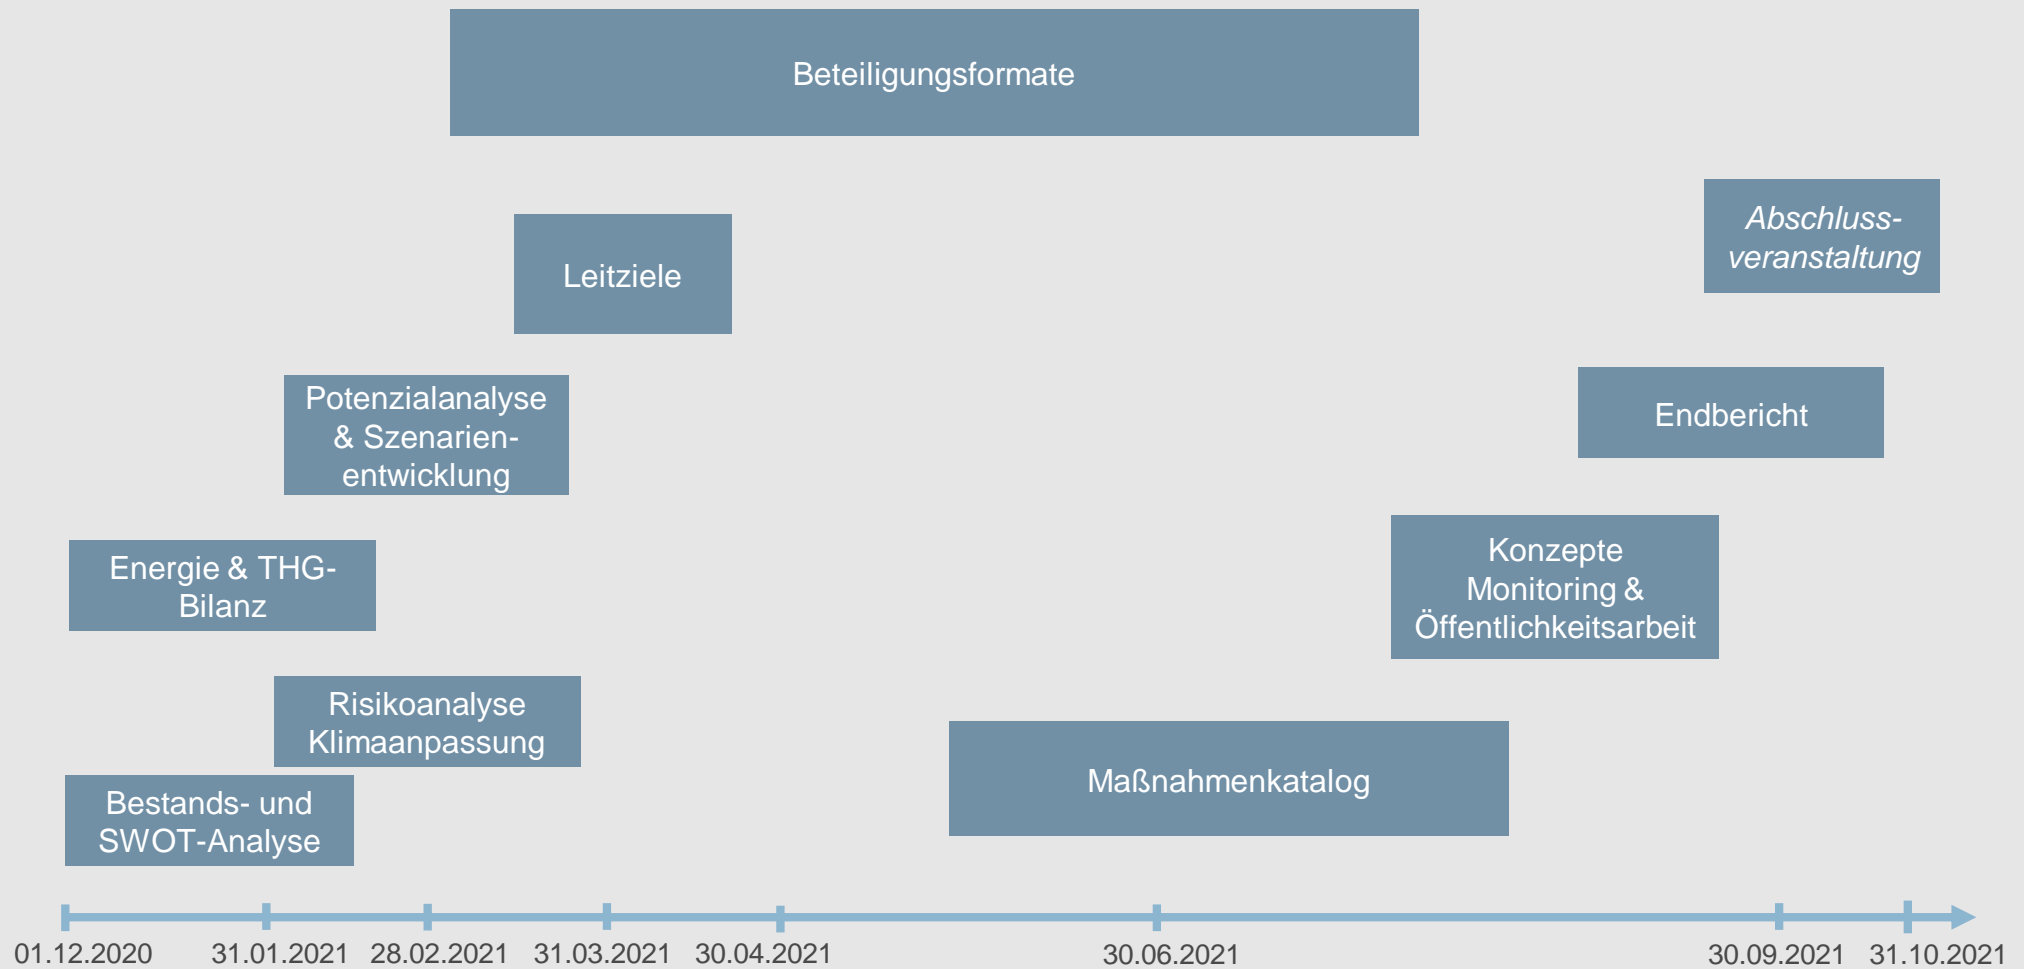 Beteiligungsformate
Abschluss-
veranstaltung
Leitziele
Potenzialanalyse
& Szenarien-
entwicklung
Endbericht
Energie & THG-
Bilanz
Konzepte
Monitoring &
Öffentlichkeitsarbeit
Risikoanalyse
Klimaanpassung
Maßnahmenkatalog
Bestands- und
SWOT-Analyse
01.12.2020 31.01.2021 28.02.2021 31.03.2021 30.04.2021 30.06.2021 30.09.2021 31.10.2021